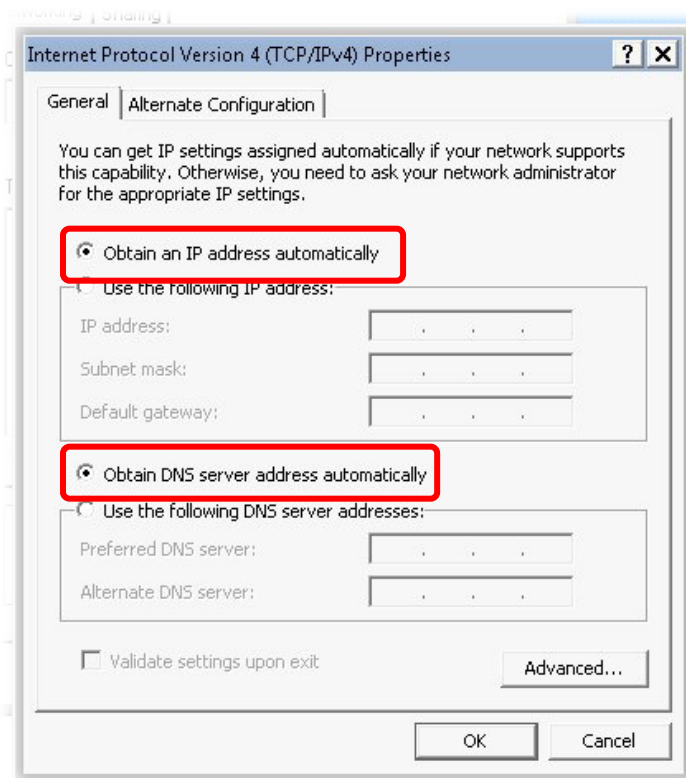 Sharing
Internet Protocol Version 4 (TCP/IPv4) Properties
General
Alternate Configuration
You can get IP settings assigned automatically if your network supports
this capability. Otherwise, you need to ask your network administrator
for the appropriate IP settings.
Obtain an IP address automatically
Use the following IP address:
IP address:
Subnet mask:
Default gateway:
Obtain DNS server address automatically
Use the following DNS server addresses:
Preferred DNS server:
Alternate DNS server:
Validate settings upon exit
Advanced...
OK
Cancel